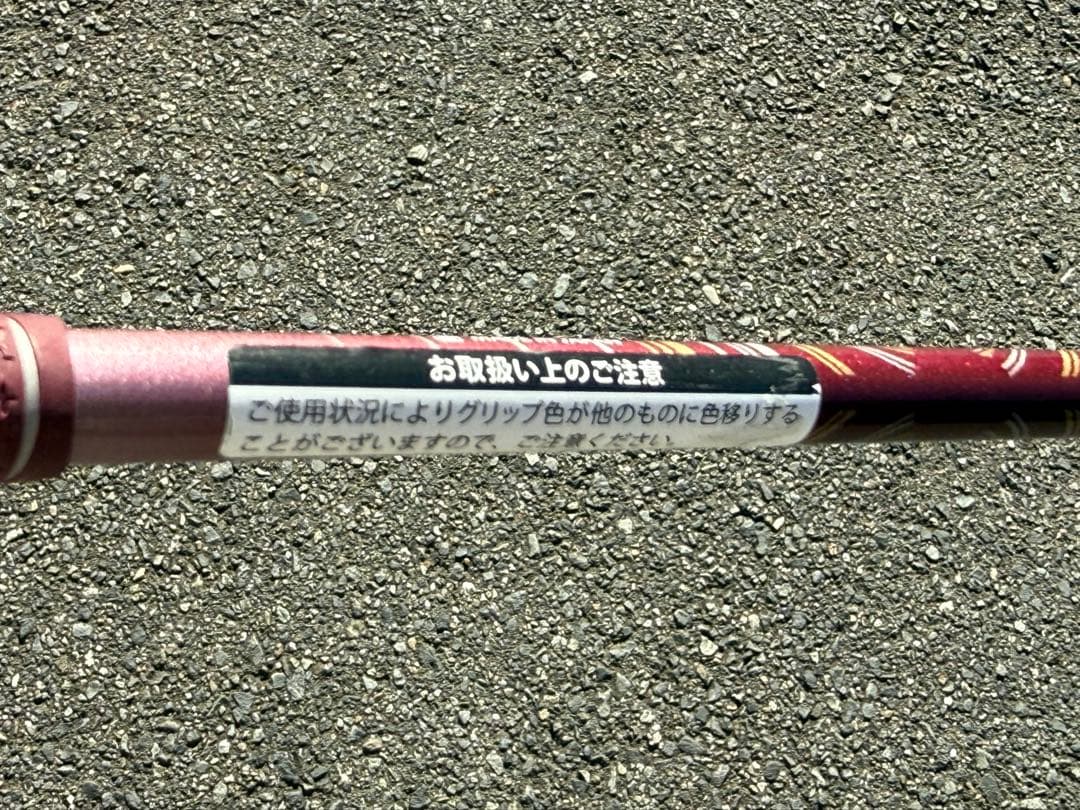 お取扱い上のご注意
ご使用状況によりグリップ色が他のものに色移りする
ことがございますので、ご注意ください。